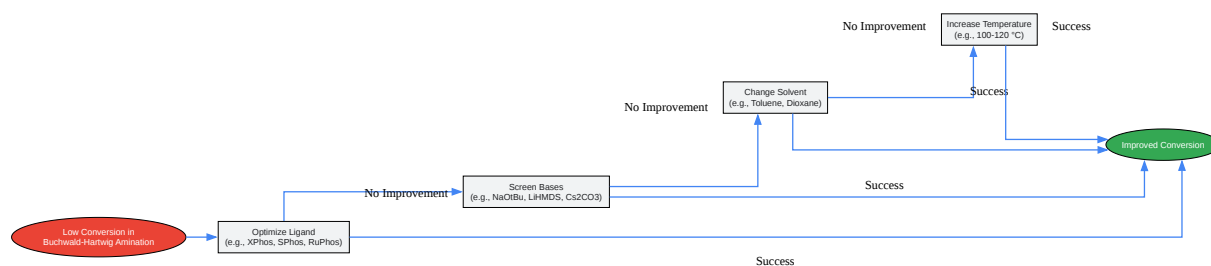 No Improvement
Increase Temperature
(e.g., 100-120 °C)
Success
Change Solvent
(e.g., Toluene, Dioxane)
Success
No Improvement
Improved Conversion
No Improvement
Screen Bases
(e.g., NaOtBu, LiHMDS, Cs2CO3)
Success
Low Conversion in
Buchwald-Hartwig Amination
Optimize Ligand
(e.g., XPhos, SPhos, RuPhos)
Success